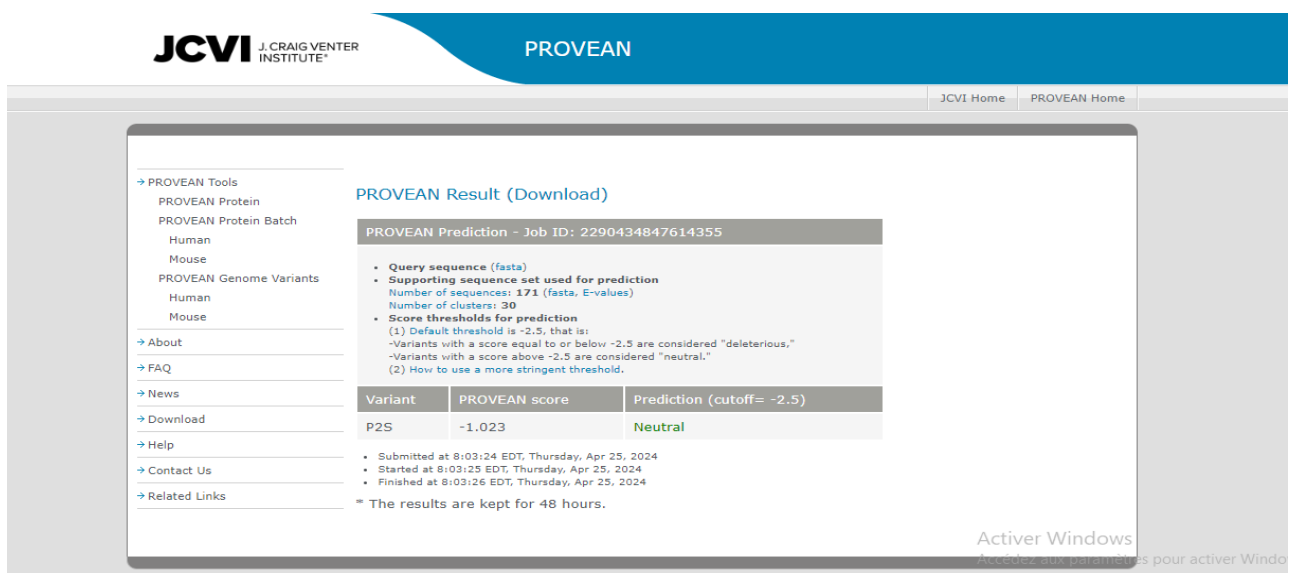 JCVI J. CRAIG VENTER
INSTITUTE*
PROVEAN
JCVI Home PROVEAN Home
→ PROVEAN Tools
PROVEAN Protein
PROVEAN Protein Batch
Human
Mouse
PROVEAN Genome Variants
Human
Mouse
→ About
→ FAQ
→ News
→ Download
→ Help
→ Contact Us
→ Related Links
PROVEAN Result (Download)
PROVEAN Prediction - Job ID: 2290434847614355
• Query sequence (fasta)
• Supporting sequence set used for prediction
Number of sequences: 171 (fasta, E-values)
Number of clusters: 30
• Score thresholds for prediction
(1) Default threshold is -2.5, that is:
-Variants with a score equal to or below -2.5 are considered "deleterious,"
-Variants with a score above -2.5 are considered "neutral."
(2) How to use a more stringent threshold.
Variant PROVEAN score Prediction (cutoff= -2.5)
P2S -1.023 Neutral
• Submitted at 8:03:24 EDT, Thursday, Apr 25, 2024
• Started at 8:03:25 EDT, Thursday, Apr 25, 2024
• Finished at 8:03:26 EDT, Thursday, Apr 25, 2024
* The results are kept for 48 hours.
Activer Windows
Accédez aux paramètres pour activer Windo